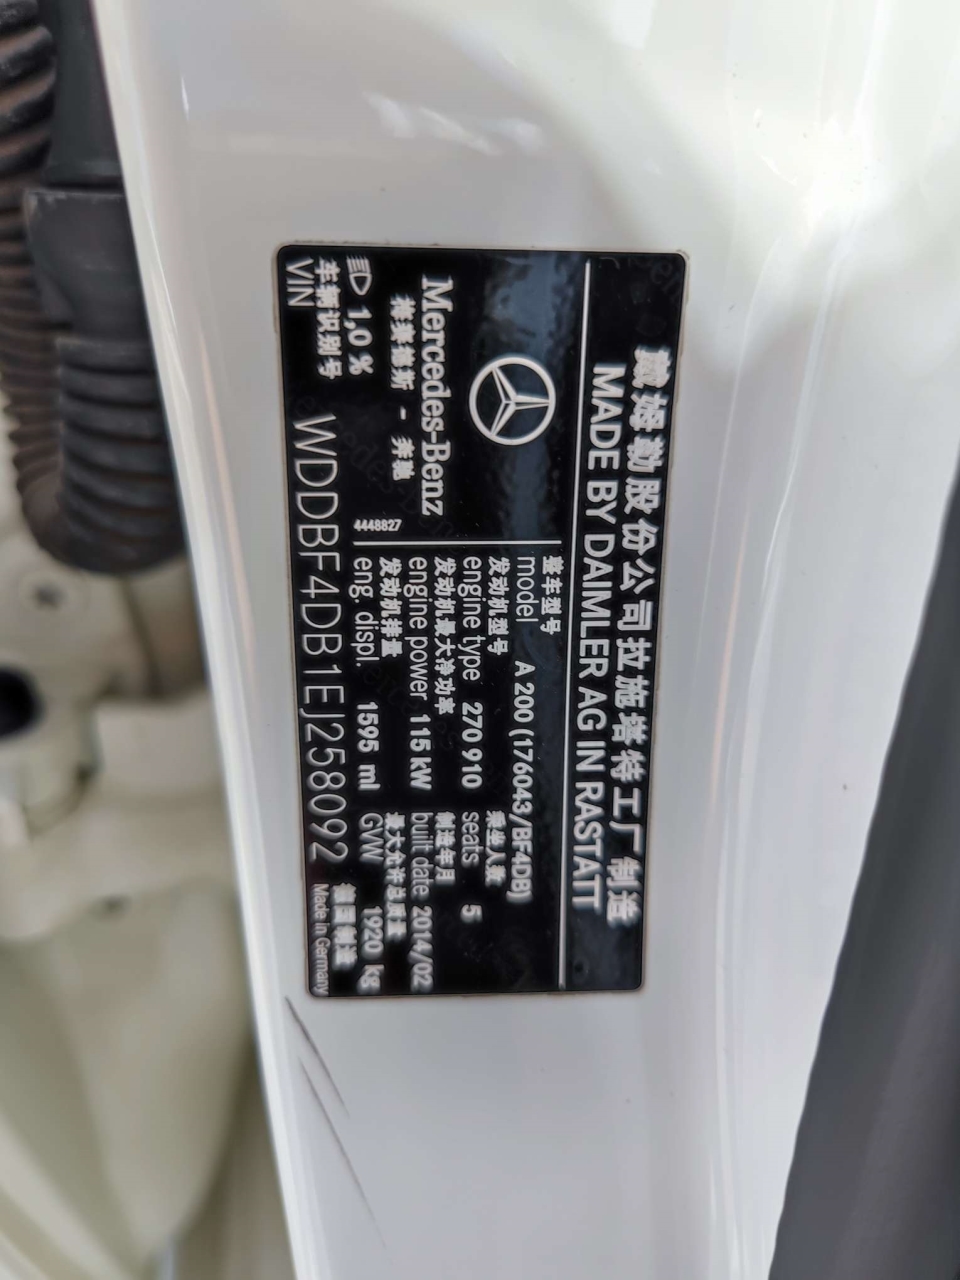 戴姆勒股份公司拉施塔特工厂制造
MADE BY DAIMLER AG IN RASTATT
Mercedes-Benz
梅赛德斯 - 奔驰
1,0 %
4448827
整车型号
model A 200 (176043/BF4DB)
发动机型号
engine type 270 910
乘坐人数
seats 5
发动机最大净功率
engine power 115 kW
制造年月
built date 2014/02
发动机排量
eng. displ. 1595 ml
最大允许总质量
GVW 1920 kg
车辆识别号
VIN WDDBF4DB1EJ258092
德国制造
Made in Germany